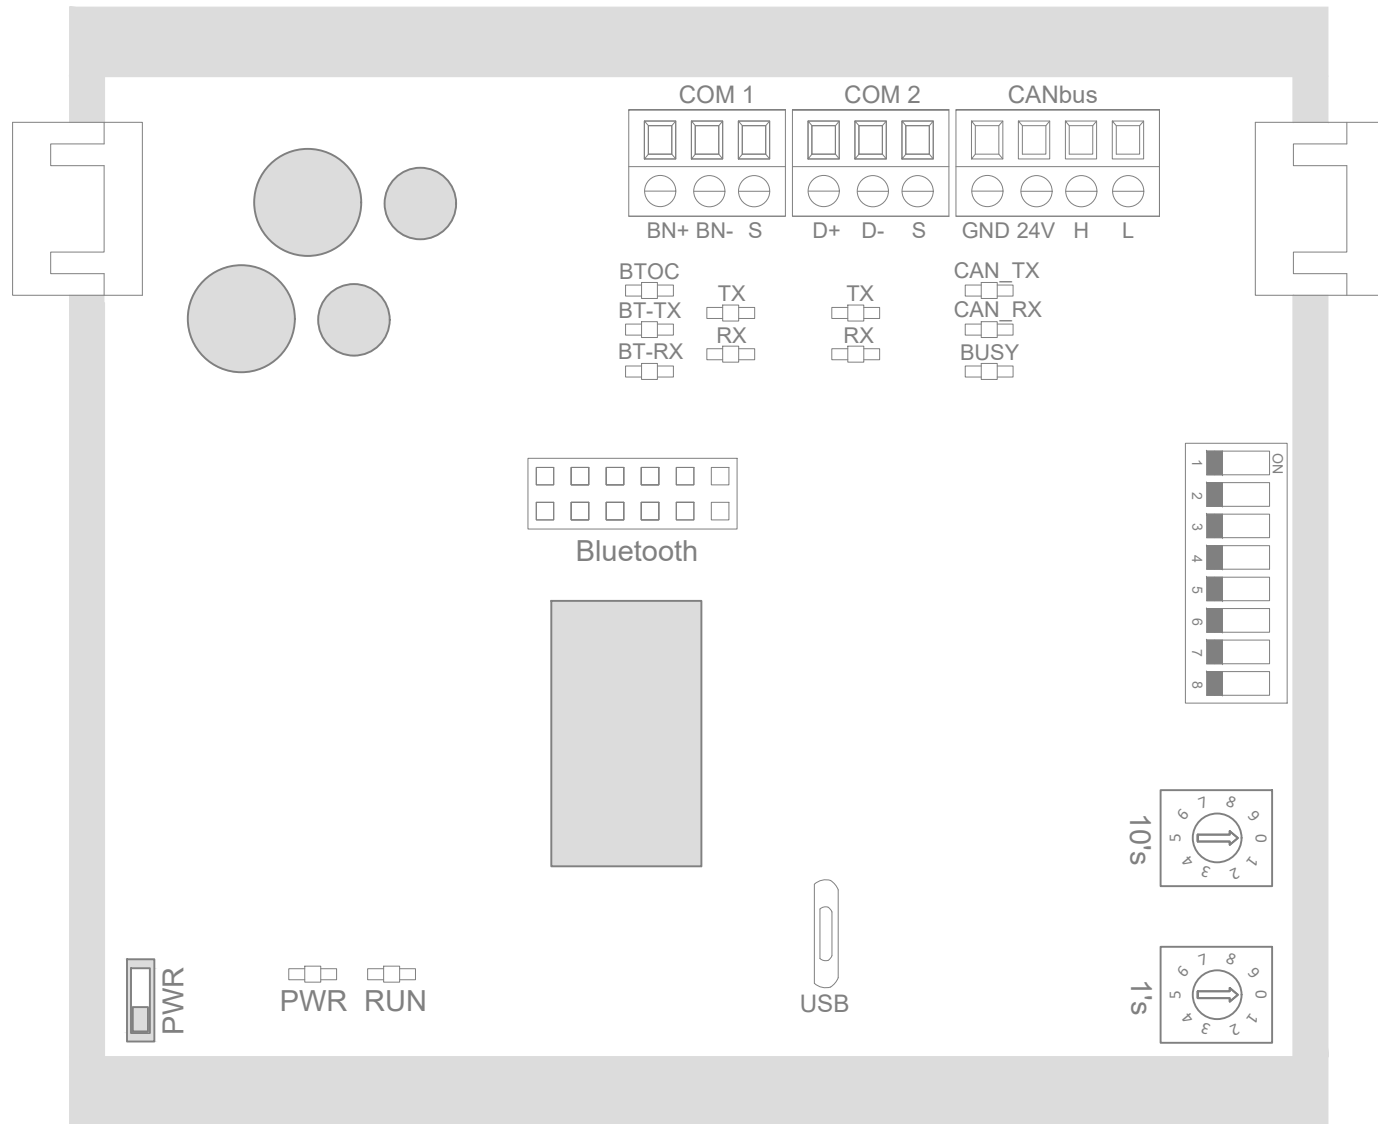 COM 1 COM 2 CANbus
BN+ BN- S D+ D- S GND 24V H L
BTOC CAN_TX
TX TX
BT-TX CAN_RX
RX RX
BT-RX BUSY
ON
1
2
3
4
5
6
7
8
Bluetooth
10's
0 1 2 3 4 5 6 7 8 9
1's
0 1 2 3 4 5 6 7 8 9
PWR
PWR RUN
USB